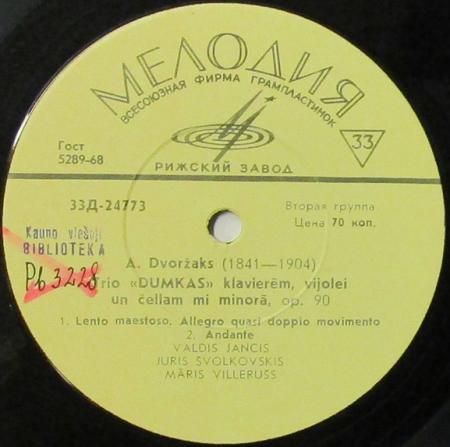 МЕЛОДИЯ
ВСЕСОЮЗНАЯ ФИРМА ГРАМПЛАСТИНОК
Гост
5289-68
33
РИЖСКИЙ ЗАВОД
33Д-24773
Вторая группа
Цена 70 коп.
Kauno viešoji
BIBLIOTEKA
Pb 3228
A. Dvoržaks (1841—1904)
Trio «DUMKAS» klavierēm, vijolei
un čellam mi minorā, op. 90
1. Lento maestoso. Allegro quasi doppio movimento
2. Andante
VALDIS JANCIS
JURIS ŠVOLKOVSKIS
MĀRIS VILLERUŠS